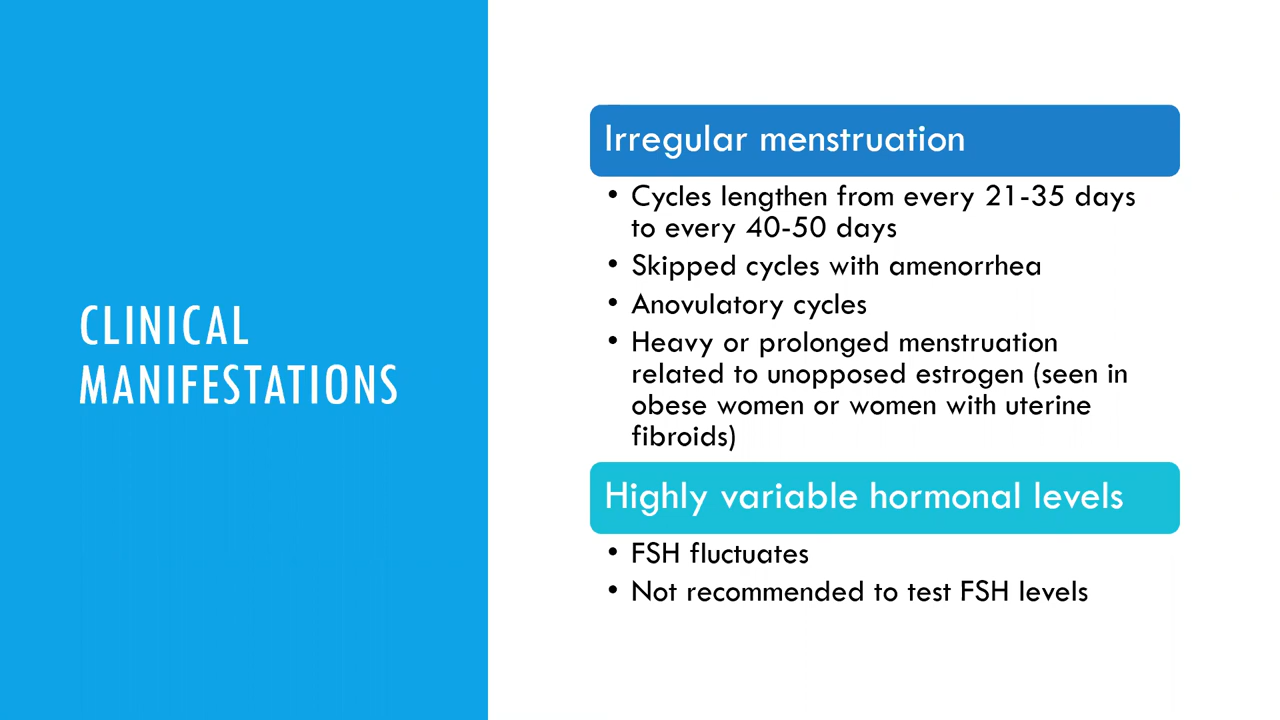 CLINICAL
MANIFESTATIONS
Irregular menstruation
• Cycles lengthen from every 21-35 days
to every 40-50 days
• Skipped cycles with amenorrhea
• Anovulatory cycles
• Heavy or prolonged menstruation
related to unopposed estrogen (seen in
obese women or women with uterine
fibroids)
Highly variable hormonal levels
• FSH fluctuates
• Not recommended to test FSH levels